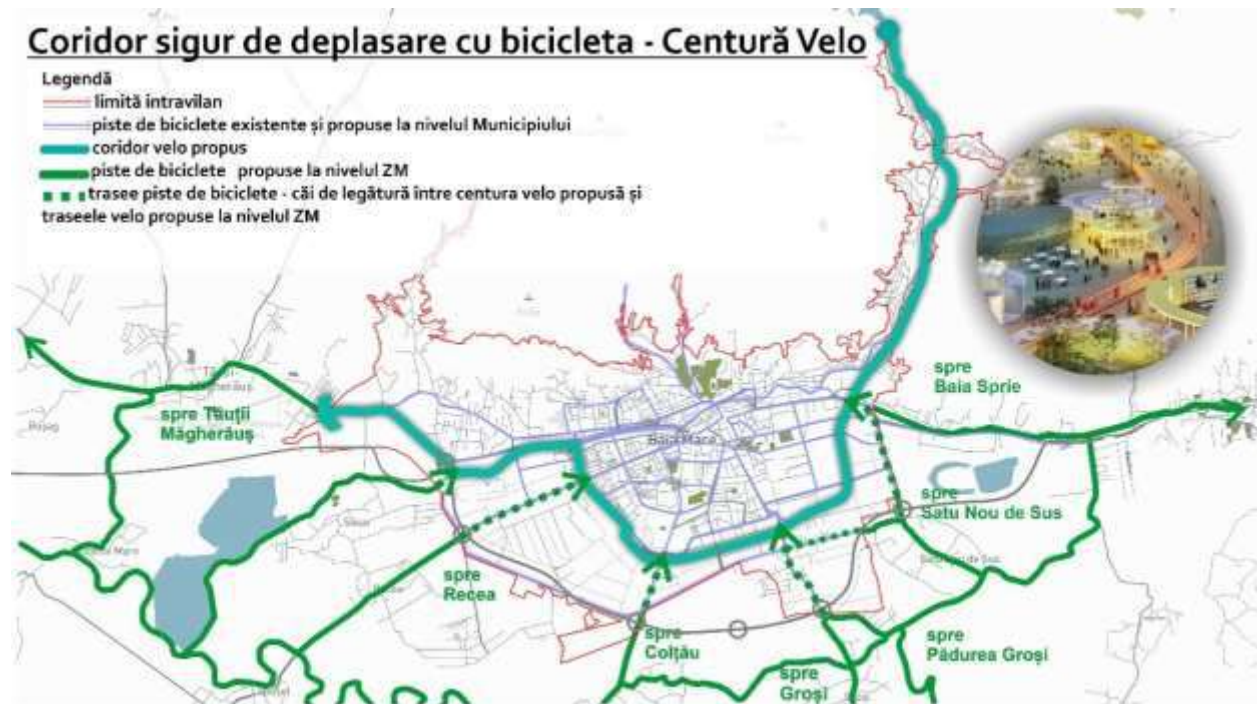 Coridor sigur de deplasare cu bicicleta - Centură Velo
Legendă
limită intravilan
piste de biciclete existente și propuse la nivelul Municipiului
coridor velo propus
piste de biciclete propuse la nivelul ZM
trasee piste de biciclete - căi de legătură între centura velo propusă și
traseele velo propuse la nivelul ZM
spre
Baia Sprie
spre Tăuții
Măgherăuș
Baia Mare
spre
Satu Nou de Sus
spre
Recea
spre
Colțău
spre
Pădurea Groși
spre
Groși